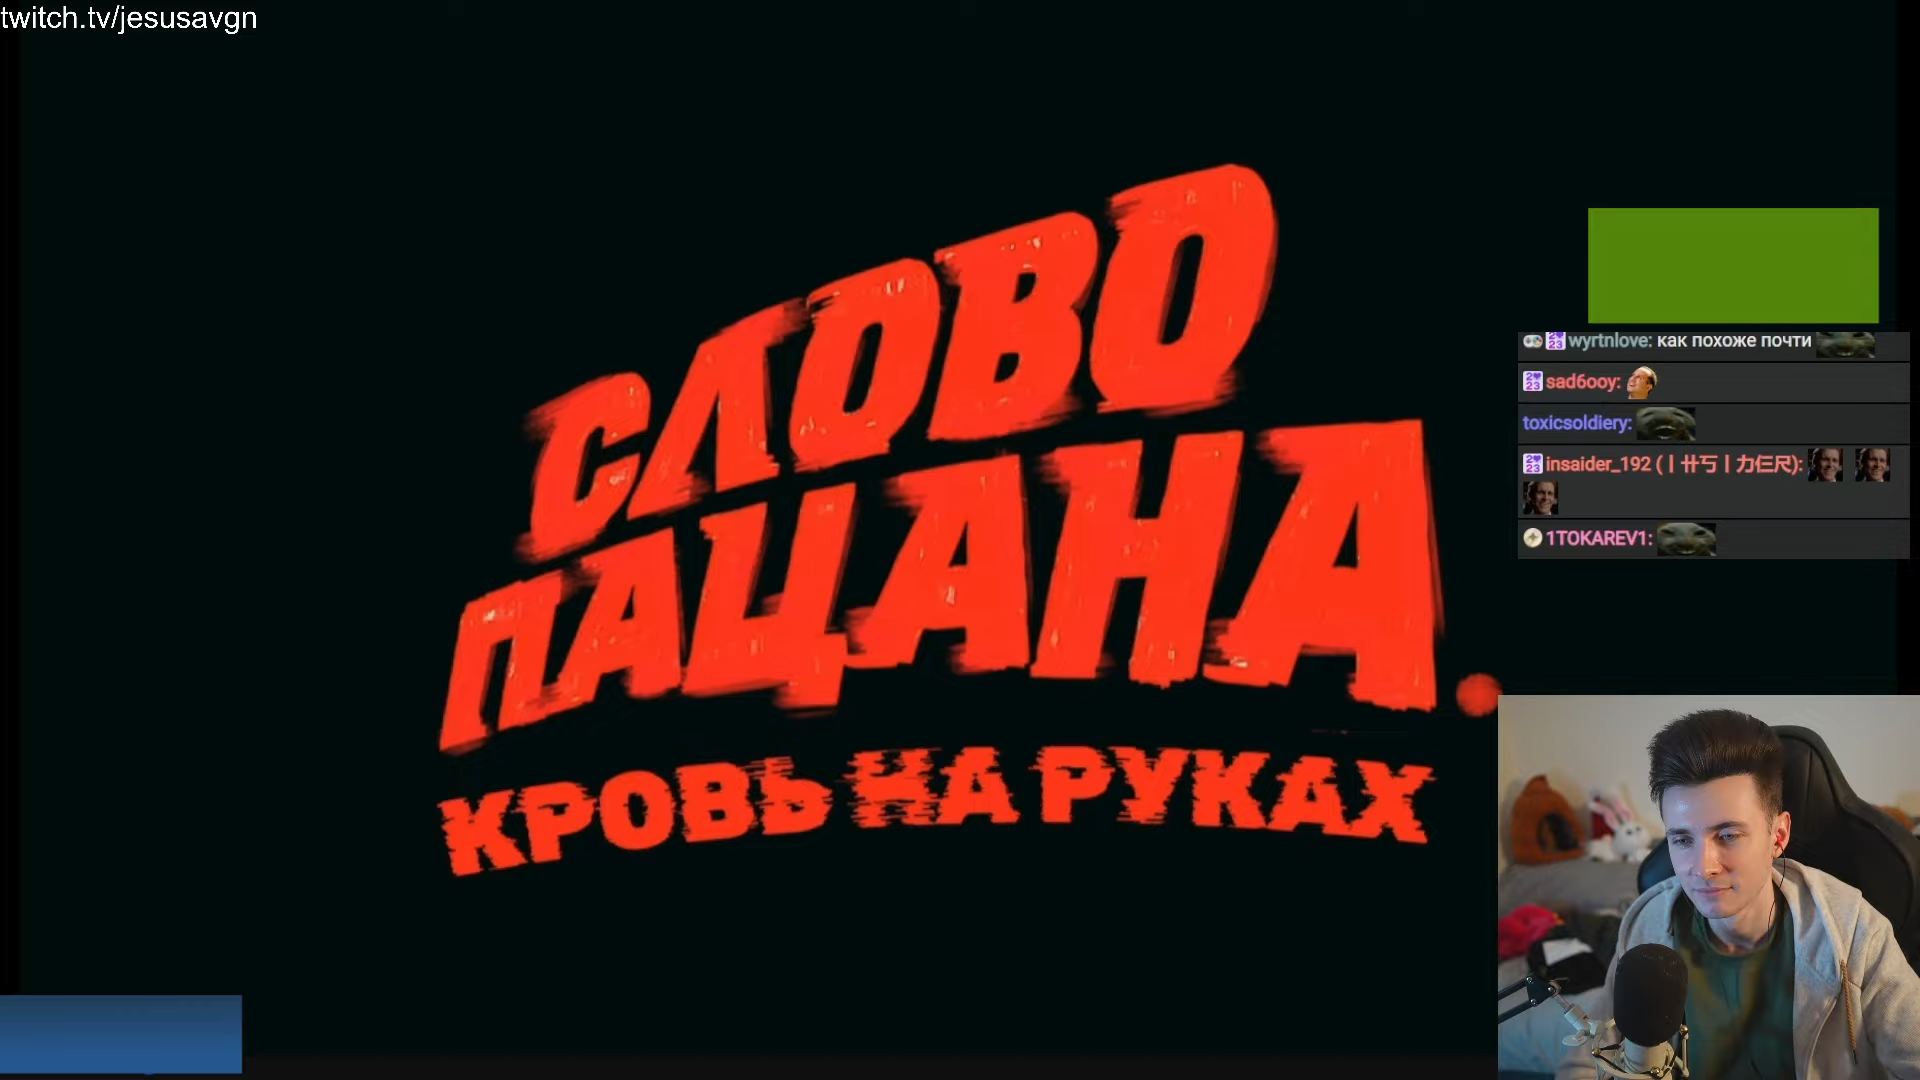 twitch.tv/jesusavgn
СЛОВО
ПАЦАНА.
КРОВЬ НА РУКАХ
wyrtnlove: как похоже почти
sad6ooy:
toxicsoldiery:
insaider_192
1TOKAREV1: